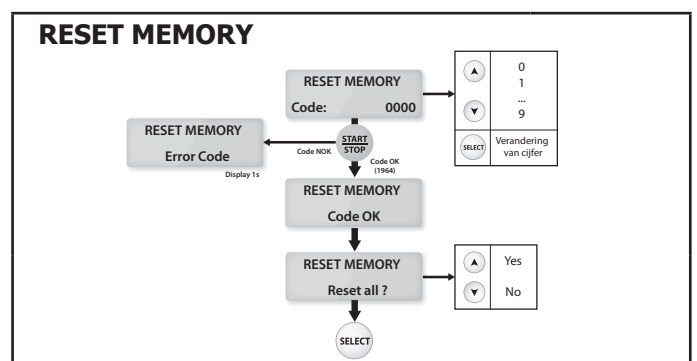 RESET MEMORY
RESET MEMORY
Code: 0000
0
1
...
9
SELECT
Verandering
van cijfer
RESET MEMORY
Error Code
Display 1s
Code NOK
START
STOP
Code OK
(1964)
RESET MEMORY
Code OK
RESET MEMORY
Reset all ?
Yes
No
SELECT